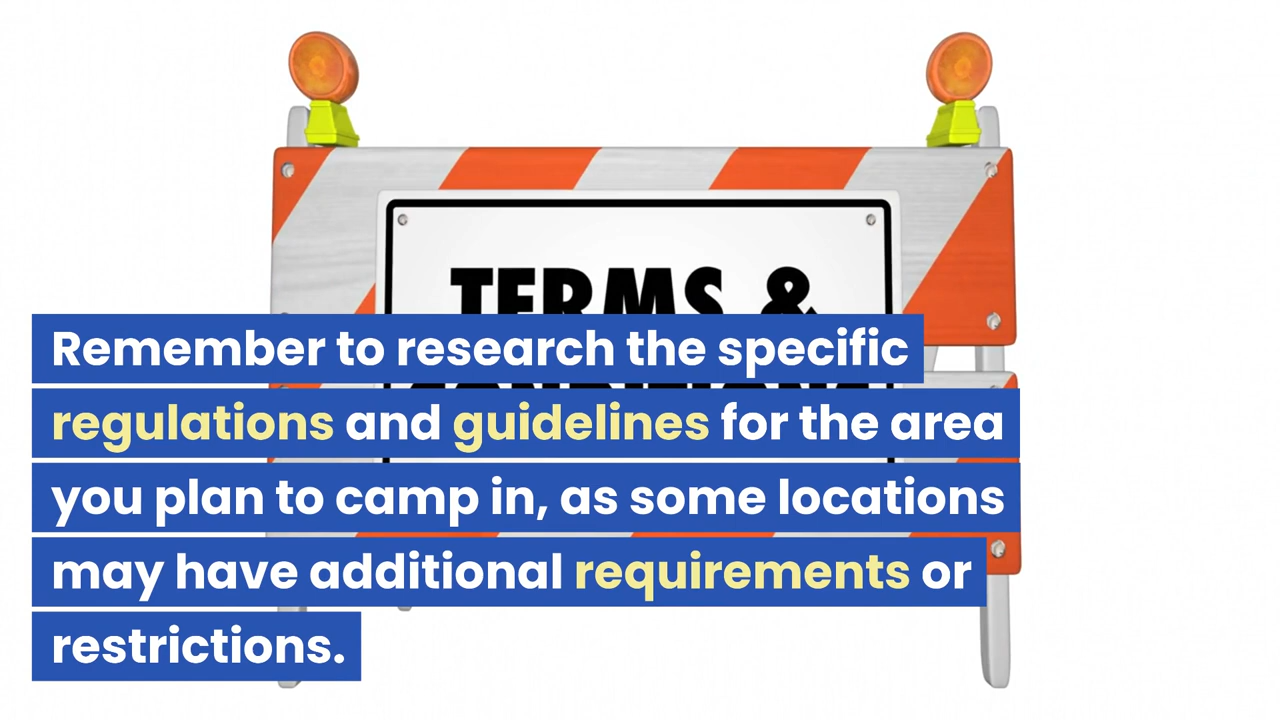 TERMS &
Remember to research the specific
regulations and guidelines for the area
you plan to camp in, as some locations
may have additional requirements or
restrictions.